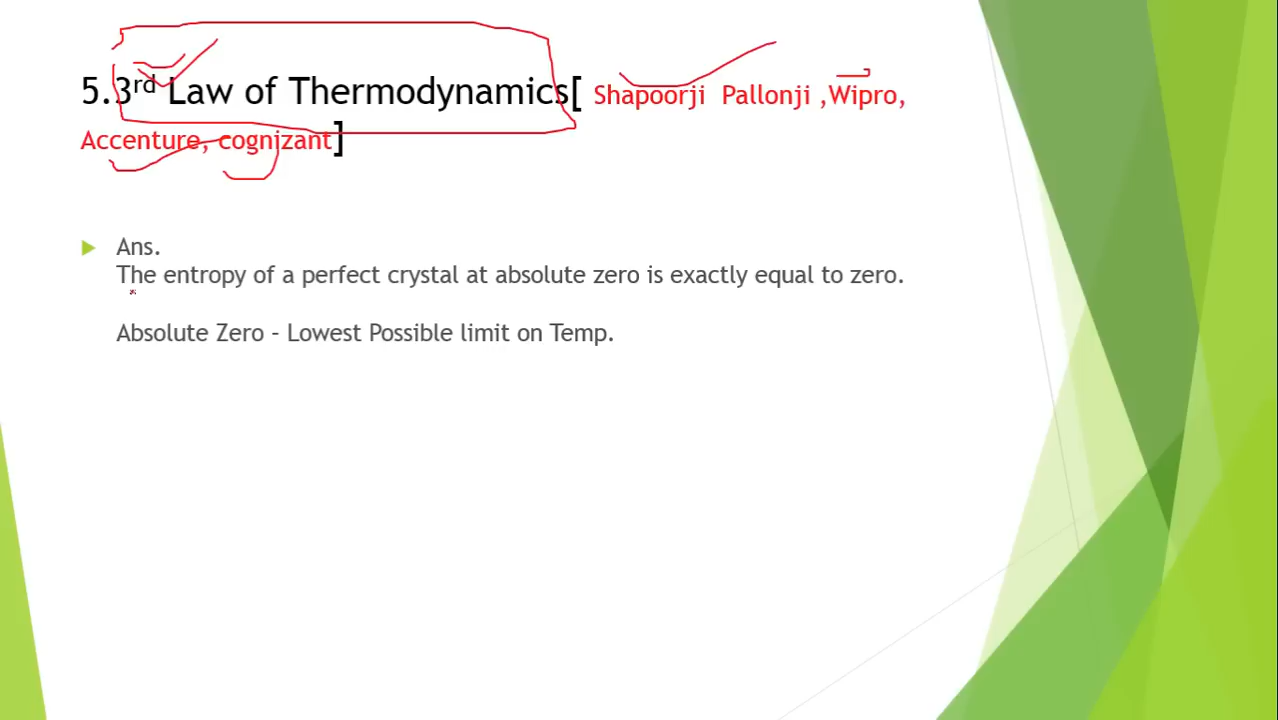 5.3rd Law of Thermodynamics[ Shapoorji Pallonji ,Wipro,
Accenture, cognizant]
Ans.
The entropy of a perfect crystal at absolute zero is exactly equal to zero.
Absolute Zero – Lowest Possible limit on Temp.